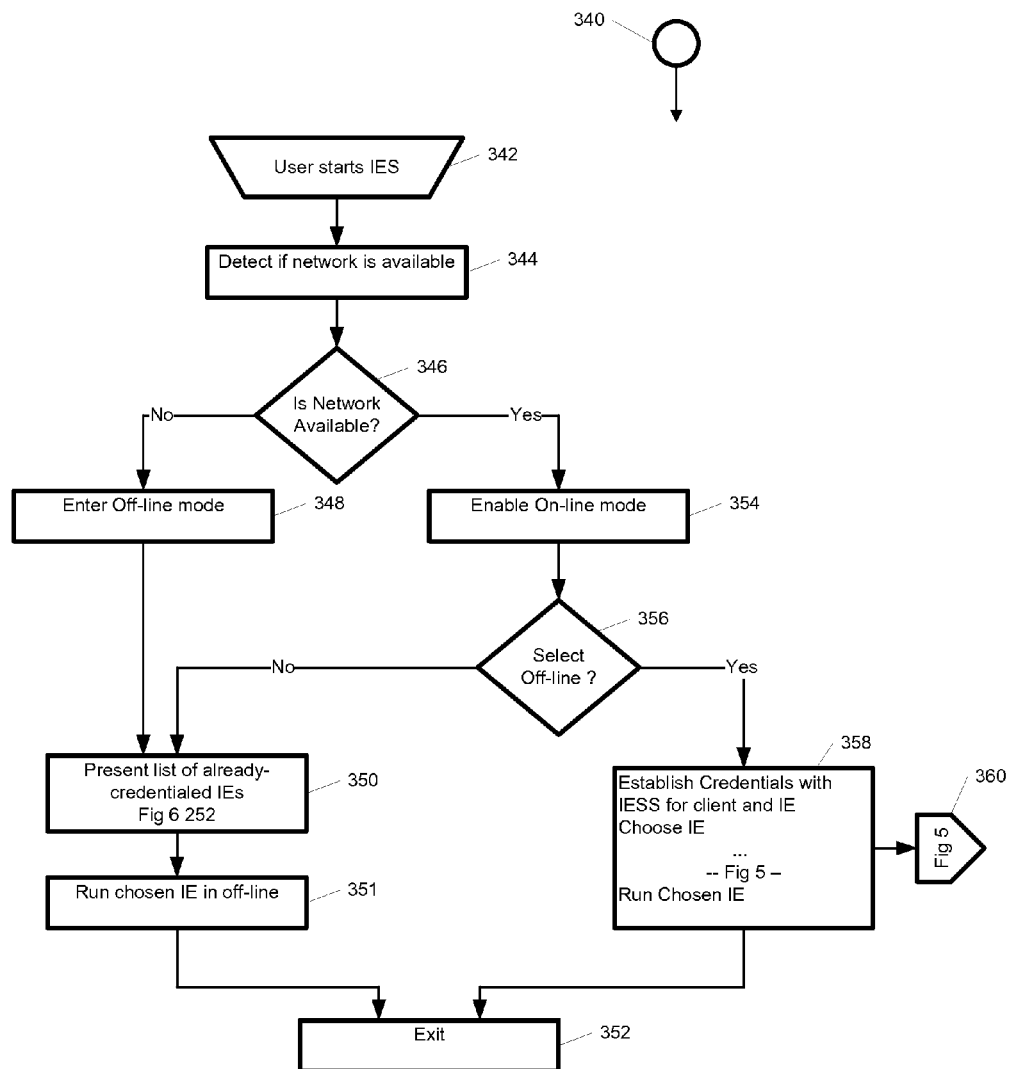 340
User starts IES
342
Detect if network is available
344
346
Is Network
Available?
No
Yes
Enter Off-line mode
348
Enable On-line mode
354
356
Select
Off-line ?
No
Yes
358
Present list of already-
credentialed IEs
Fig 6 252
350
Establish Credentials with
IESS for client and IE
Choose IE
...
-- Fig 5 –
Run Chosen IE
360
Fig 5
Run chosen IE in off-line
351
Exit
352